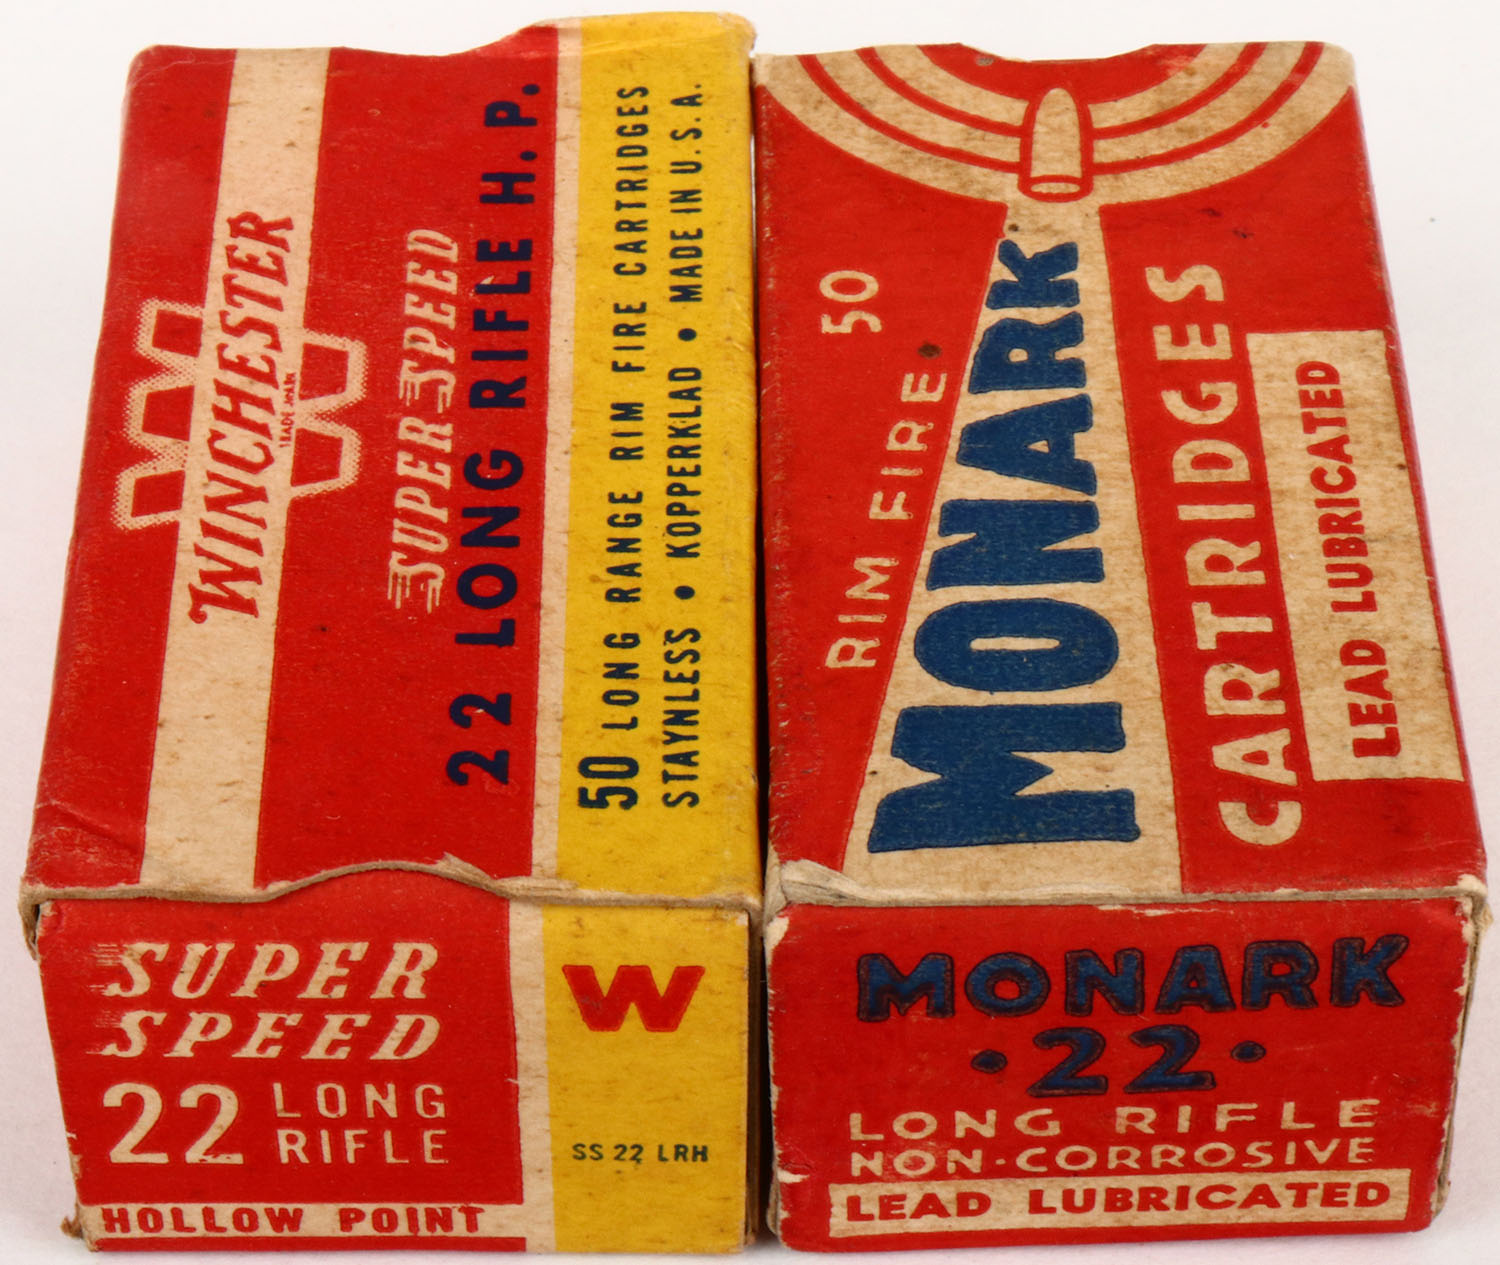 WINCHESTER
TRADE MARK
SUPER SPEED
22 LONG RIFLE H.P.
50 LONG RANGE RIM FIRE CARTRIDGES
STAYNLESS • KOPPERKLAD • MADE IN U.S.A.
SUPER
SPEED
22 LONG
RIFLE
HOLLOW POINT
W
SS 22 LRH
50
RIM FIRE
MONARK
CARTRIDGES
LEAD LUBRICATED
MONARK
•22•
LONG RIFLE
NON-CORROSIVE
LEAD LUBRICATED